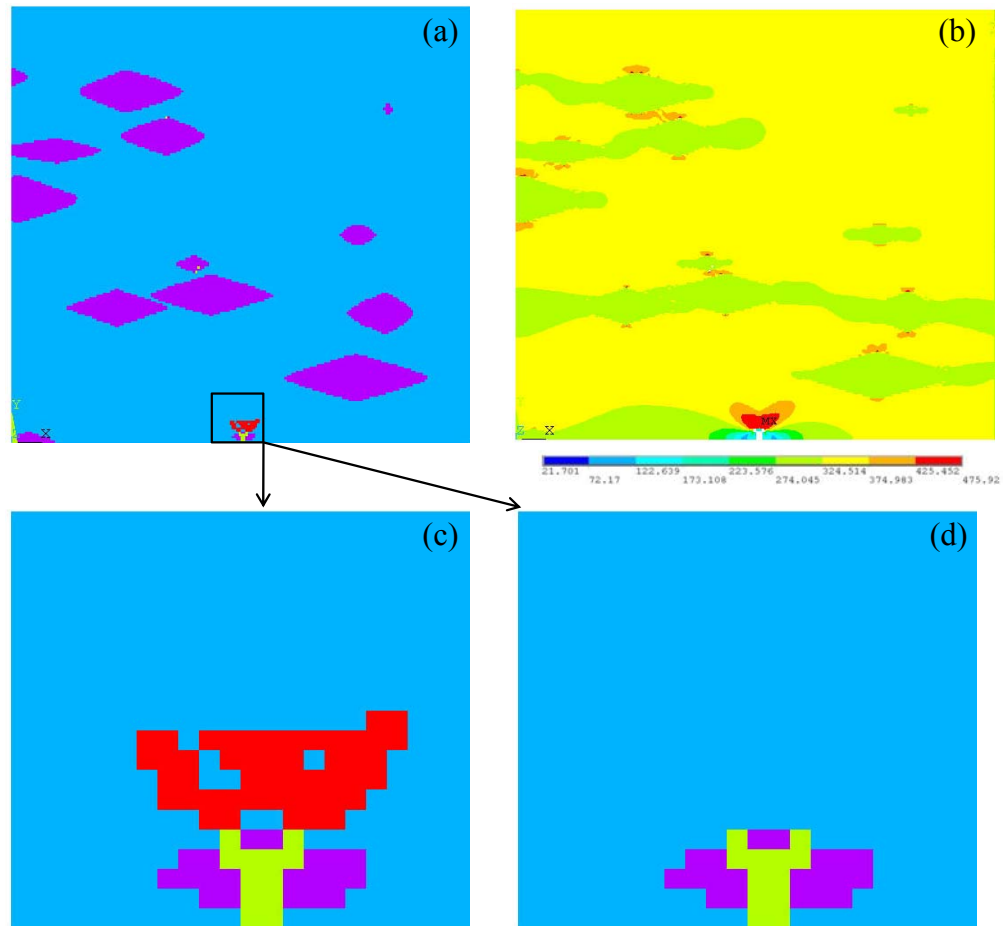 (a)
(b)
Y
X
Z
X
MX
21.701
72.17
122.639
173.108
223.576
274.045
324.514
374.983
425.452
475.92
(c)
(d)